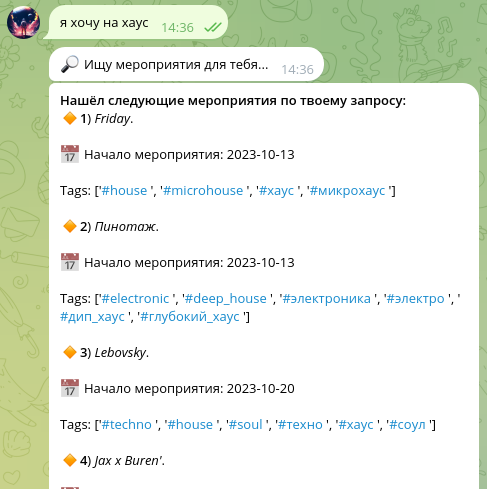 я хочу на хаус
14:36
🔎 Ищу мероприятия для тебя...
14:36
Нашёл следующие мероприятия по твоему запросу:
🔸 1) Friday.
📅 Начало мероприятия: 2023-10-13
Tags: ['#house ', '#microhouse ', '#хаус ', '#микрохаус ']
🔸 2) Пинотаж.
📅 Начало мероприятия: 2023-10-13
Tags: ['#electronic ', '#deep_house ', '#электроника ', '#электро ', '
#дип_хаус ', '#глубокий_хаус ']
🔸 3) Lebovsky.
📅 Начало мероприятия: 2023-10-20
Tags: ['#techno ', '#house ', '#soul ', '#техно ', '#хаус ', '#соул ']
🔸 4) Jax x Buren'.